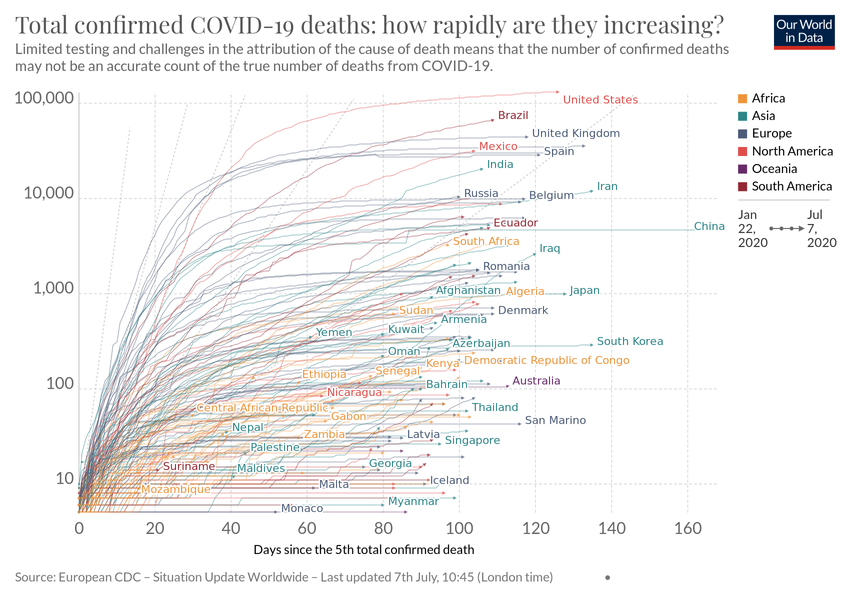 Total confirmed COVID-19 deaths: how rapidly are they increasing?
Our World
in Data
Limited testing and challenges in the attribution of the cause of death means that the number of confirmed deaths
may not be an accurate count of the true number of deaths from COVID-19.
100,000
10,000
1,000
100
10
United States
Brazil
United Kingdom
Mexico
Spain
India
Russia
Belgium
Iran
Ecuador
China
South Africa
Iraq
Romania
Afghanistan
Algeria
Japan
Sudan
Denmark
Armenia
Yemen
Kuwait
Azerbaijan
South Korea
Oman
Kenya
Democratic Republic of Congo
Ethiopia
Senegal
Bahrain
Australia
Nicaragua
Central African Republic
Thailand
Gabon
San Marino
Nepal
Zambia
Latvia
Singapore
Palestine
Suriname
Maldives
Georgia
Mozambique
Malta
Iceland
Myanmar
Monaco
0
20
40
60
80
100
120
140
160
Days since the 5th total confirmed death
Africa
Asia
Europe
North America
Oceania
South America
Jan
22,
2020
Jul
7,
2020
Source: European CDC – Situation Update Worldwide – Last updated 7th July, 10:45 (London time)